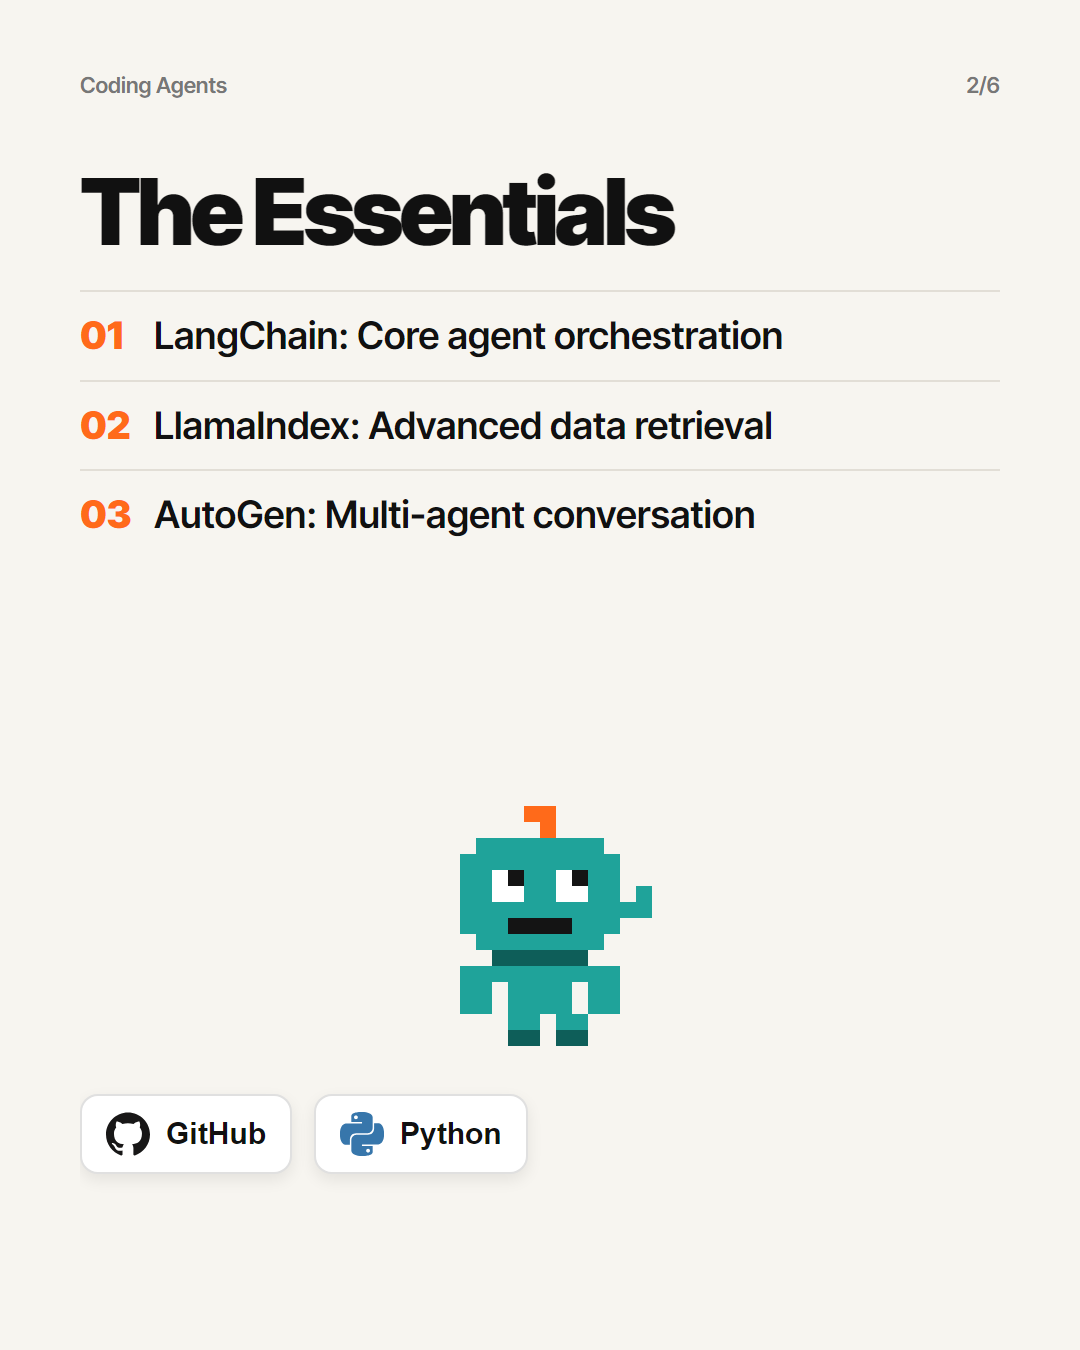 Coding Agents
2/6
The Essentials
01 LangChain: Core agent orchestration
02 LlamaIndex: Advanced data retrieval
03 AutoGen: Multi-agent conversation
GitHub
Python